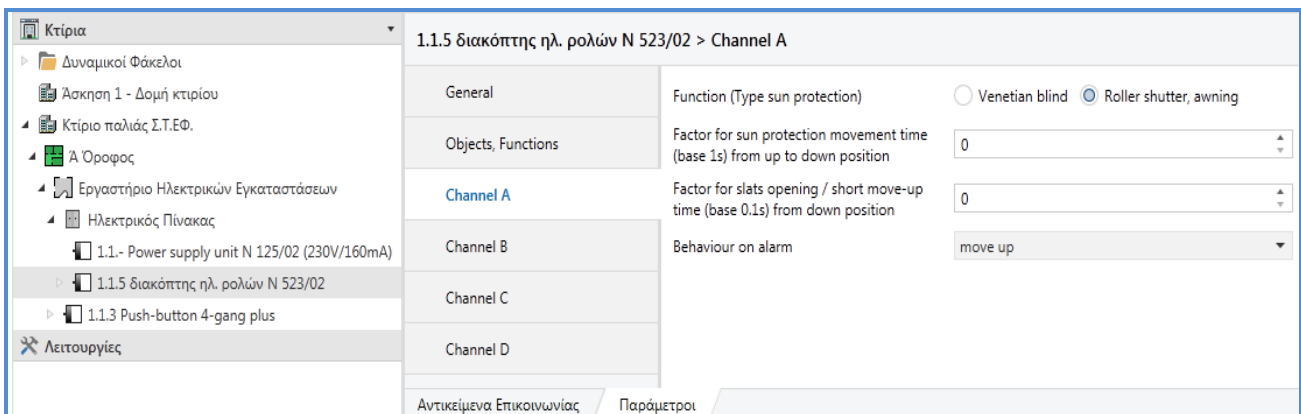 Κτίρια
Δυναμικοί Φάκελοι
Άσκηση 1 - Δομή κτιρίου
Κτίριο παλιάς Σ.Τ.ΕΦ.
Ά Όροφος
Εργαστήριο Ηλεκτρικών Εγκαταστάσεων
Ηλεκτρικός Πίνακας
1.1.- Power supply unit N 125/02 (230V/160mA)
1.1.5 διακόπτης ηλ. ρολών N 523/02
1.1.3 Push-button 4-gang plus
Λειτουργίες
1.1.5 διακόπτης ηλ. ρολών N 523/02 > Channel A
General
Objects, Functions
Channel A
Channel B
Channel C
Channel D
Function (Type sun protection)
Venetian blind
Roller shutter, awning
Factor for sun protection movement time
(base 1s) from up to down position
0
Factor for slats opening / short move-up
time (base 0.1s) from down position
0
Behaviour on alarm
move up
Αντικείμενα Επικοινωνίας
Παράμετροι